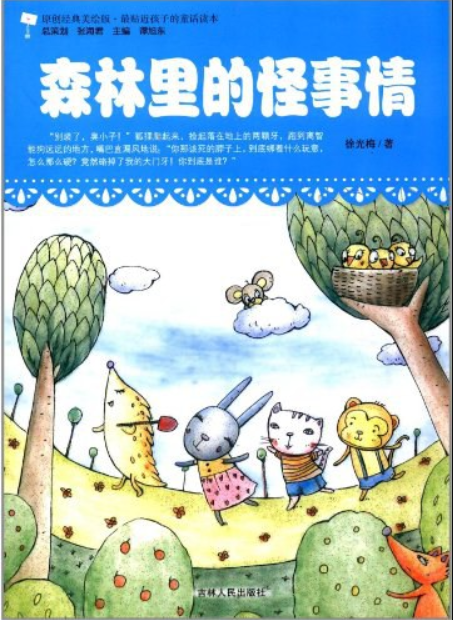 原创经典美绘版·最贴近孩子的童话读本
总策划 张海君 主编 谭旭东
森林里的怪事情
"别装了,臭小子!"狐狸跑起来,捡起落在地上的两颗牙,跑到离智
能狗远远的地方,嘴巴直漏风地说:"你那该死的脖子上,到底绑着什么玩意,
怎么那么硬?竟然硌掉了我的大门牙!你到底是谁?"
徐光梅/著
吉林人民出版社